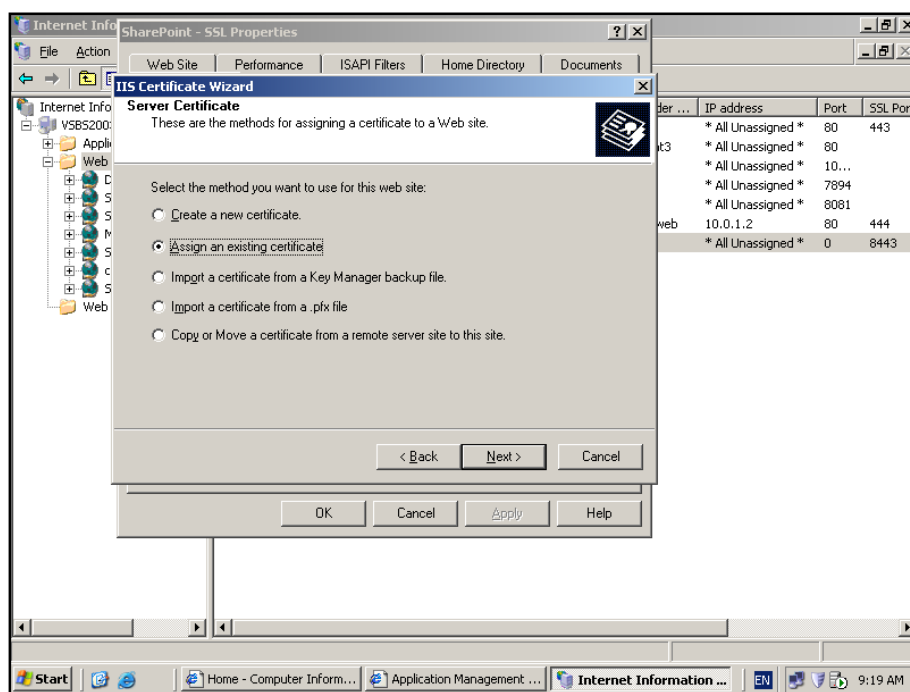 Internet Info
SharePoint - SSL Properties
File Action
Web Site Performance ISAPI Filters Home Directory Documents
IIS Certificate Wizard
Server Certificate
These are the methods for assigning a certificate to a Web site.
Internet Info
der ... IP address Port SSL Por
* All Unassigned * 80 443
Appli
* All Unassigned * 80
Web
* All Unassigned * 10...
D
Select the method you want to use for this web site:
* All Unassigned * 7894
S
* All Unassigned * 8081
S
Create a new certificate.
web 10.0.1.2 80 444
M
Assign an existing certificate
* All Unassigned * 0 8443
S
c
Import a certificate from a Key Manager backup file.
S
Web
Import a certificate from a .pfx file
Copy or Move a certificate from a remote server site to this site.
< Back Next > Cancel
OK Cancel Apply Help
Start Home - Computer Inform... Application Management ... Internet Information ... EN 9:19 AM